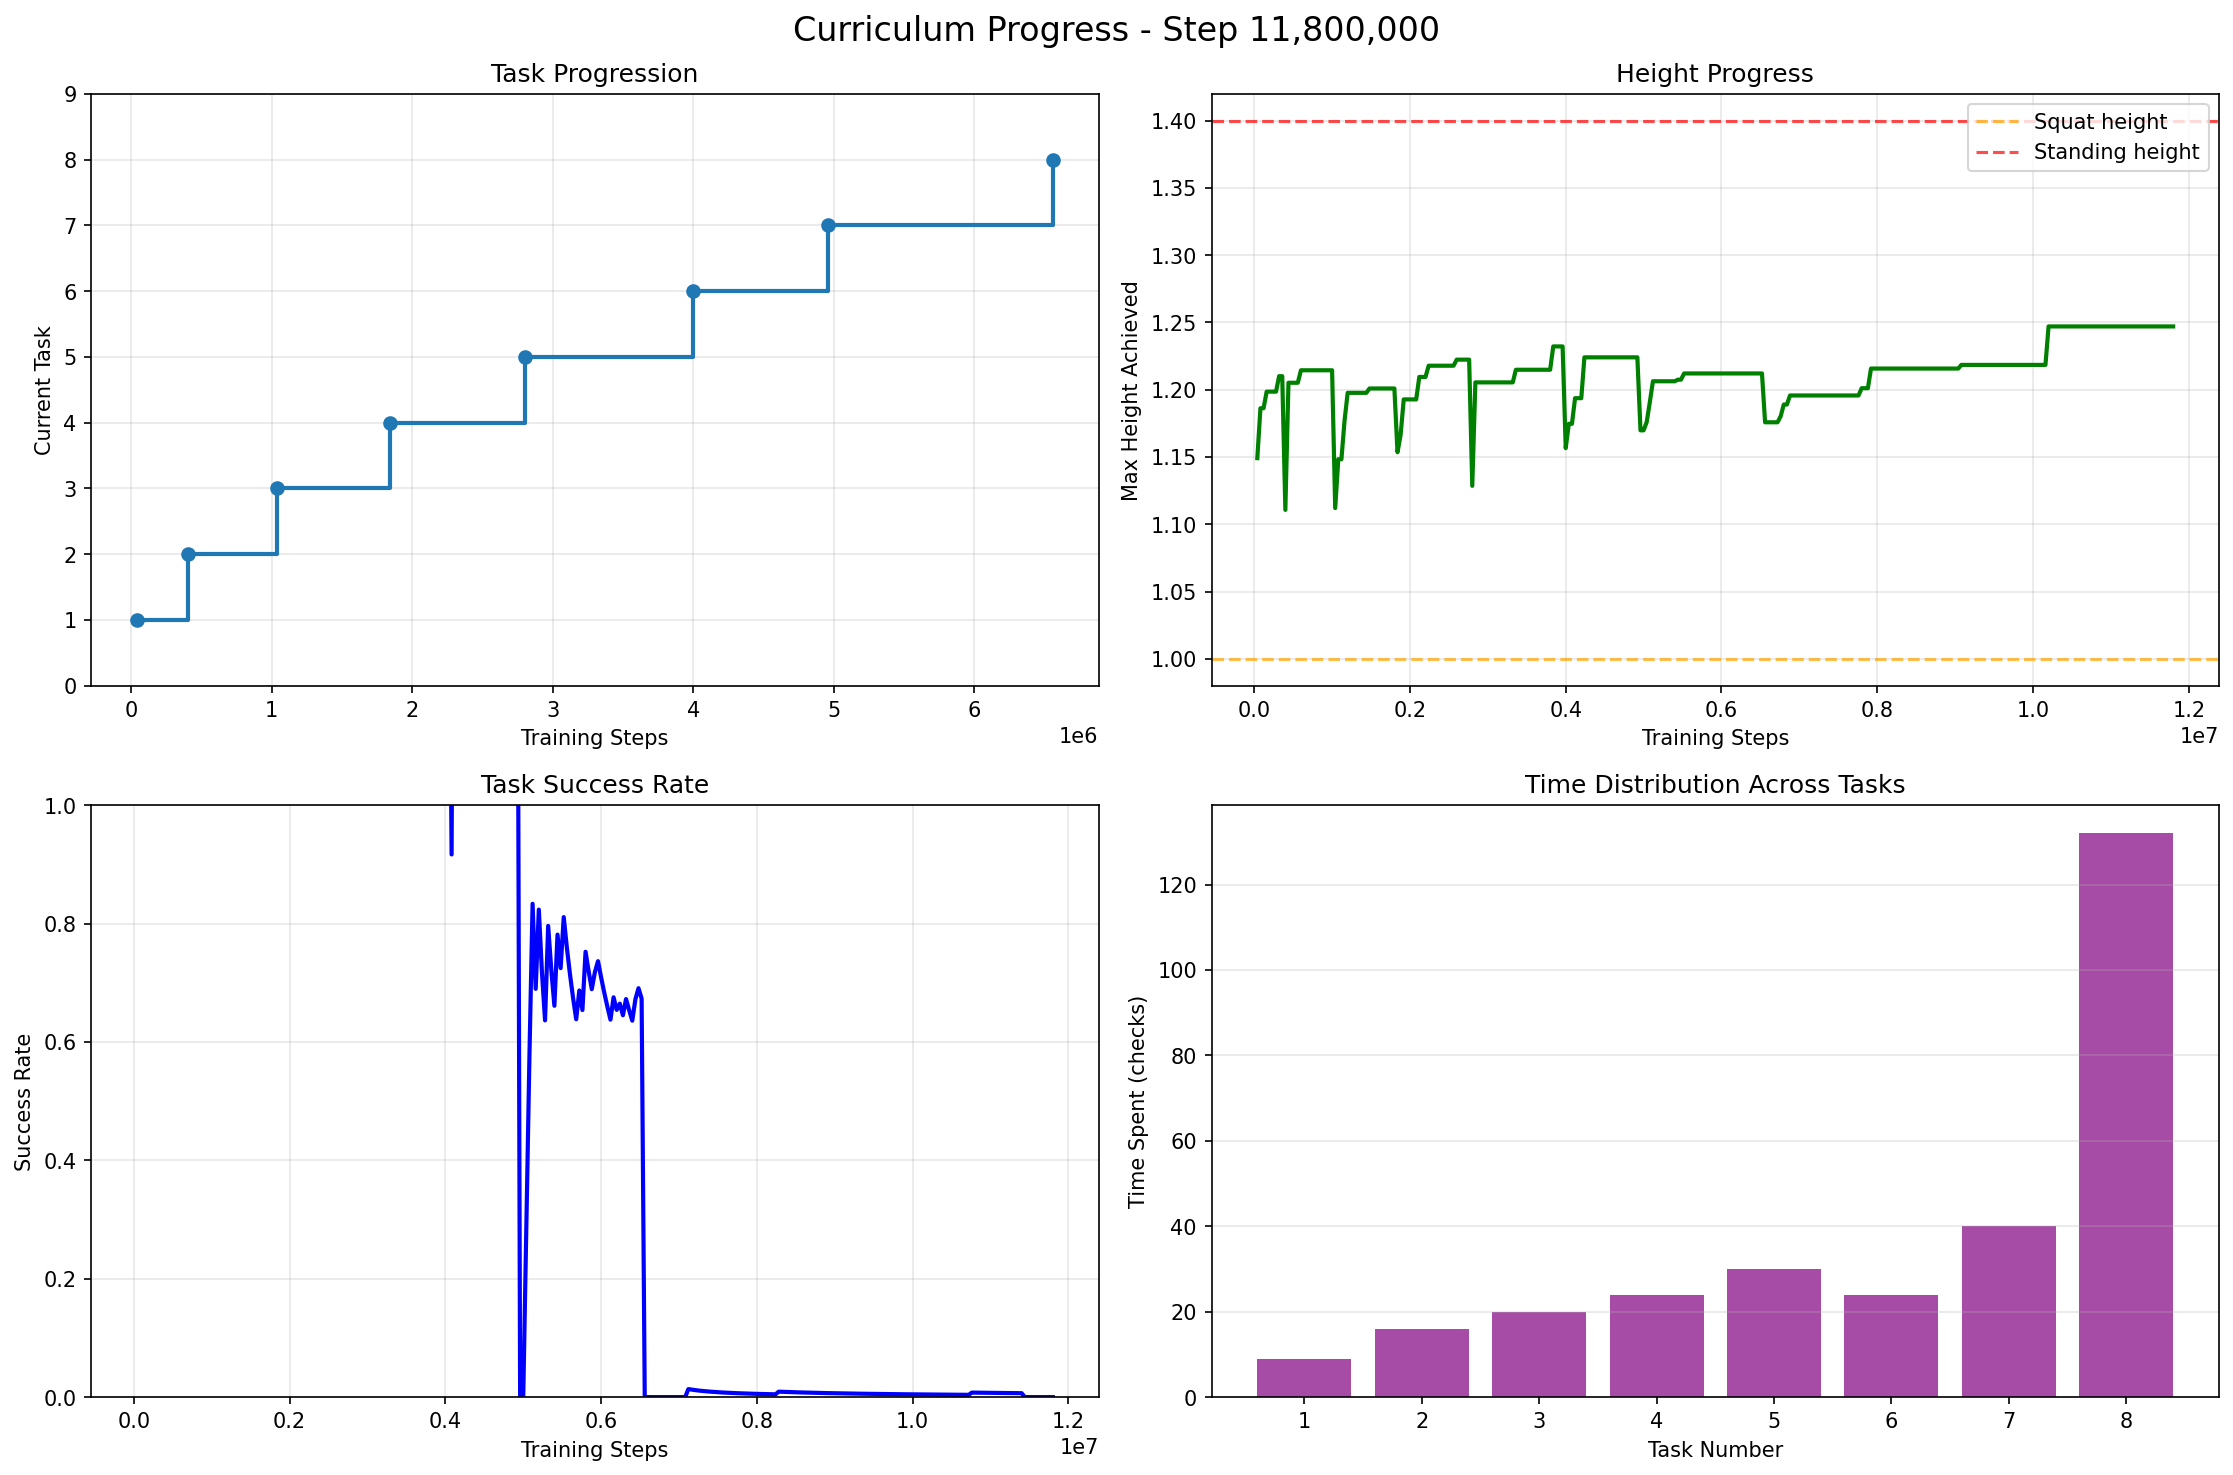 Curriculum Progress - Step 11,800,000
Task Progression
9
8
7
6
5
4
3
2
1
0
Current Task
0 1 2 3 4 5 6
1e6
Training Steps
Height Progress
1.40
1.35
1.30
1.25
1.20
1.15
1.10
1.05
1.00
Max Height Achieved
Squat height
Standing height
0.0 0.2 0.4 0.6 0.8 1.0 1.2
1e7
Training Steps
Task Success Rate
1.0
0.8
0.6
0.4
0.2
0.0
Success Rate
0.0 0.2 0.4 0.6 0.8 1.0 1.2
1e7
Training Steps
Time Distribution Across Tasks
120
100
80
60
40
20
0
Time Spent (checks)
1 2 3 4 5 6 7 8
Task Number